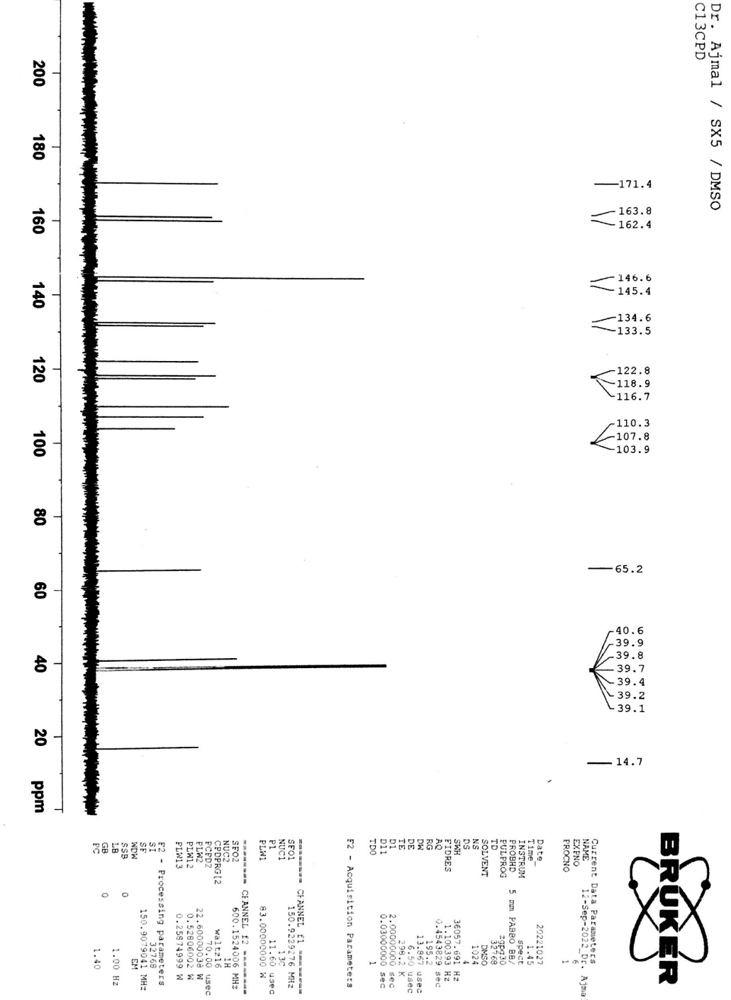 Dr. Ajmal / SX5 / DMSO
C13CPD
171.4
163.8
162.4
146.6
145.4
134.6
133.5
122.8
118.9
116.7
110.3
107.8
103.9
65.2
40.6
39.9
39.8
39.7
39.4
39.2
39.1
14.7
200
180
160
140
120
100
80
60
40
20
ppm
BRUKER
Current Data Parameters
NAME 12-Sep-2022_Dr. Ajma
EXPNO 6
PROCNO 1
Date_ 20221027
Time 1.45
INSTRUM spect
PROBHD 5 mm PABBO BB/
PULPROG zgpg30
TD 32768
SOLVENT DMSO
NS 1024
DS 4
SWH 36057.691 Hz
FIDRES 1.100393 Hz
AQ 0.4543829 sec
RG 195.2
DW 13.867 usec
DE 6.50 usec
TE 298.2 K
D1 2.00000000 sec
D11 0.03000000 sec
TD0 1
F2 - Acquisition Parameters
======== CHANNEL f1 ========
SFO1 150.9229276 MHz
NUC1 13C
P1 11.60 usec
PLW1 83.00000000 W
======== CHANNEL f2 ========
SFO2 600.1524006 MHz
NUC2 1H
CPDPRG[2 waltz16
PCPD2 70.00 usec
PLW2 22.60000038 W
PLW12 0.52806002 W
PLW13 0.25874999 W
F2 - Processing parameters
SI 32768
SF 150.9079041 MHz
WDW EM
SSB 0
LB 1.00 Hz
GB 0
PC 1.40